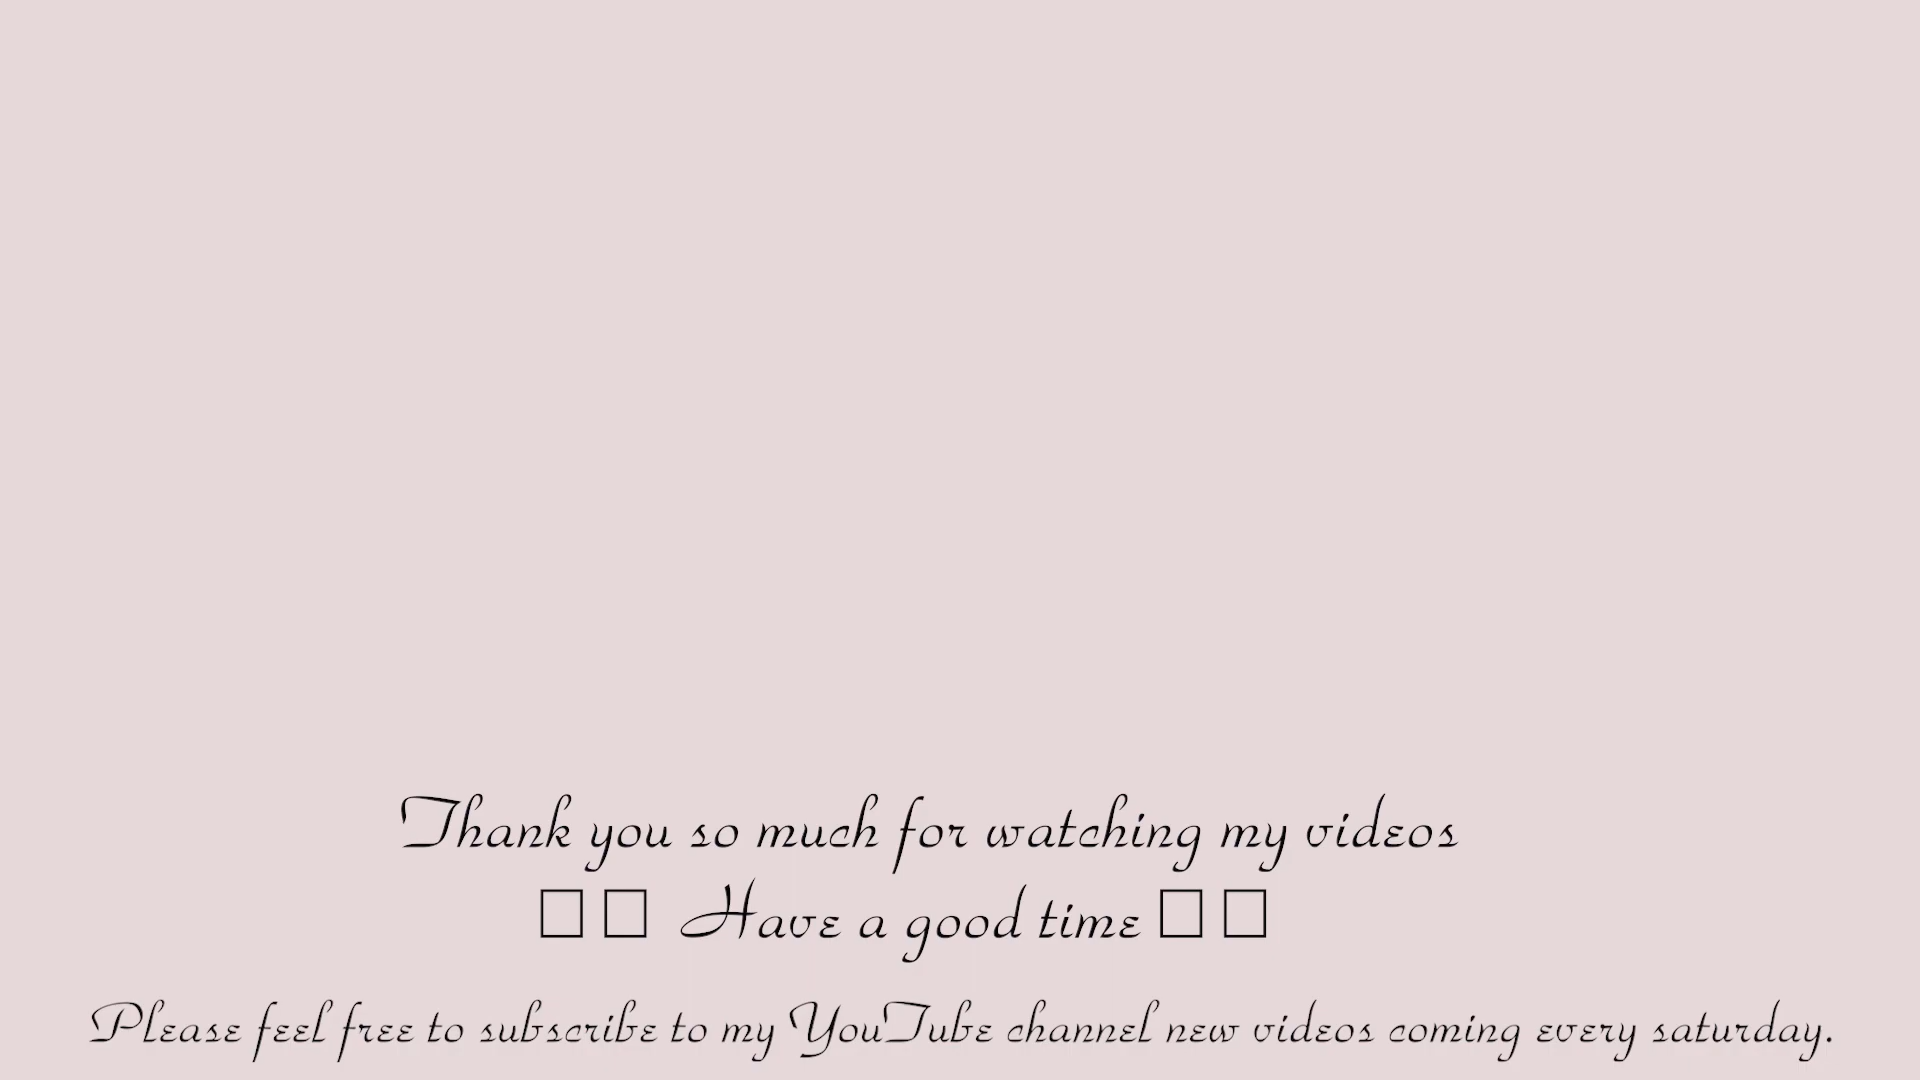 Thank you so much for watching my videos
□□ Have a good time □□
Please feel free to subscribe to my YouTube channel new videos coming every saturday.